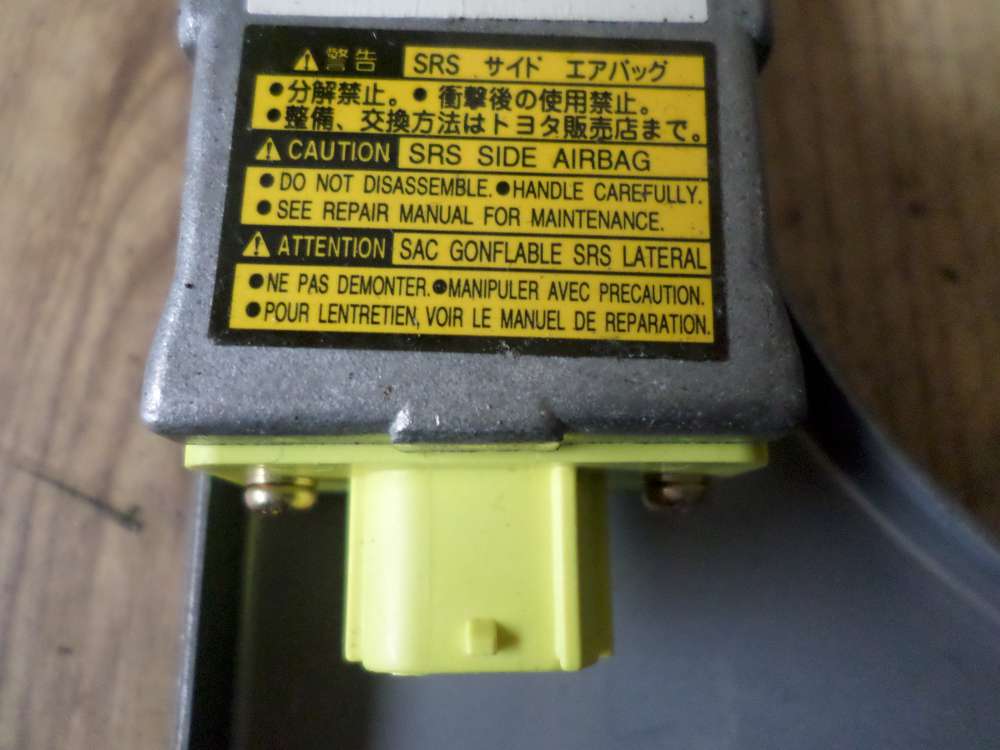 ⚠警告 SRS サイド エアバッグ
●分解禁止。●衝撃後の使用禁止。
●整備、交換方法はトヨタ販売店まで。
⚠CAUTION SRS SIDE AIRBAG
●DO NOT DISASSEMBLE. ●HANDLE CAREFULLY.
●SEE REPAIR MANUAL FOR MAINTENANCE.
⚠ATTENTION SAC GONFLABLE SRS LATERAL
●NE PAS DEMONTER. ●MANIPULER AVEC PRECAUTION.
●POUR LENTRETIEN, VOIR LE MANUEL DE REPARATION.